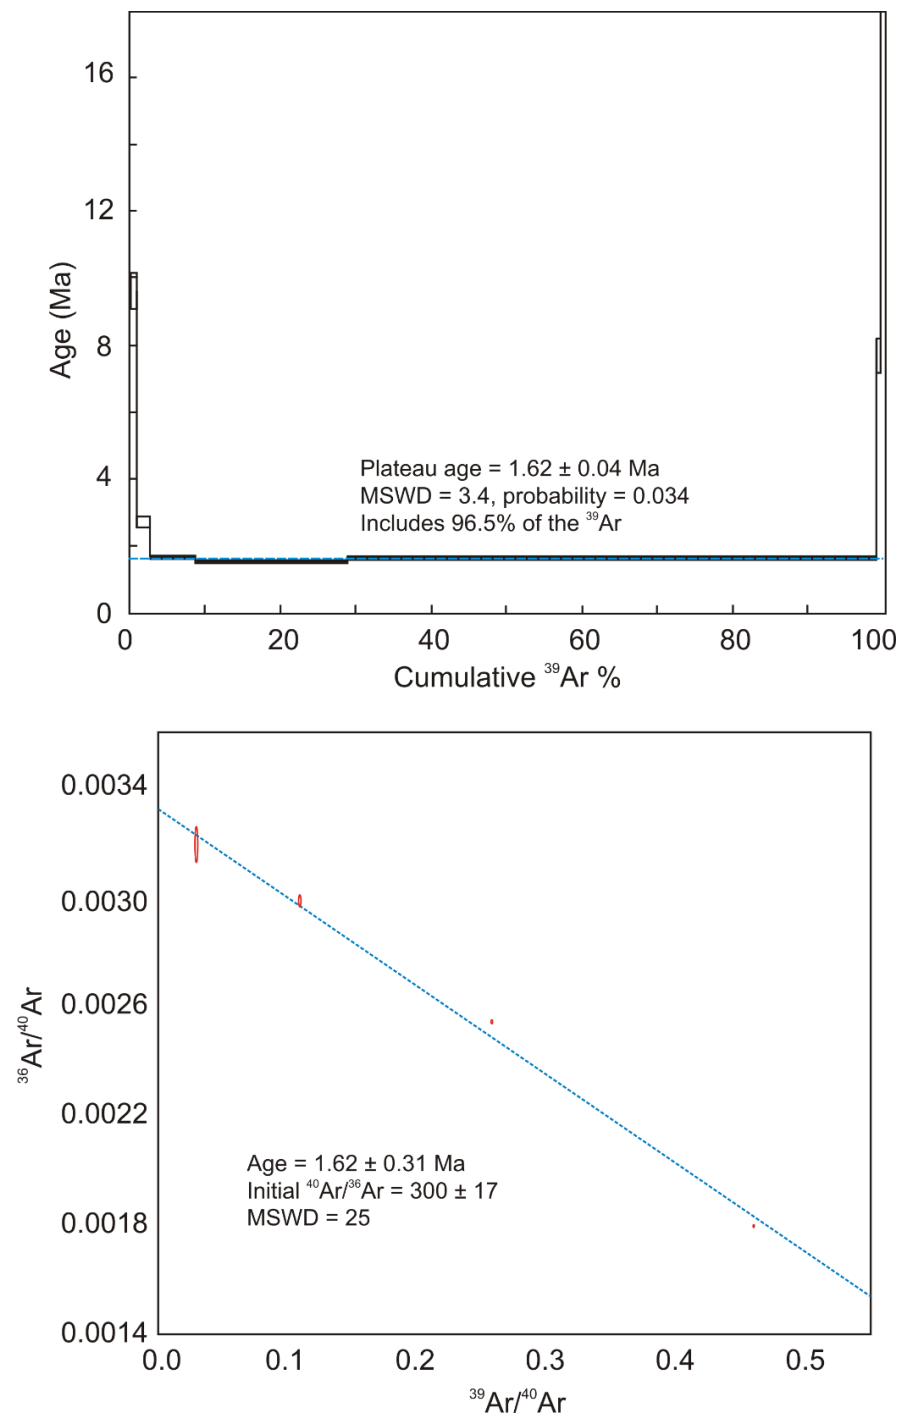 16
12
Age (Ma)
8
4
Plateau age = 1.62 ± 0.04 Ma
MSWD = 3.4, probability = 0.034
Includes 96.5% of the ³⁹Ar
0
0 20 40 60 80 100
Cumulative ³⁹Ar %
0.0034
0.0030
0.0026
³⁶Ar/⁴⁰Ar
0.0022
Age = 1.62 ± 0.31 Ma
Initial ⁴⁰Ar/³⁶Ar = 300 ± 17
MSWD = 25
0.0018
0.0014
0.0 0.1 0.2 0.3 0.4 0.5
³⁹Ar/⁴⁰Ar